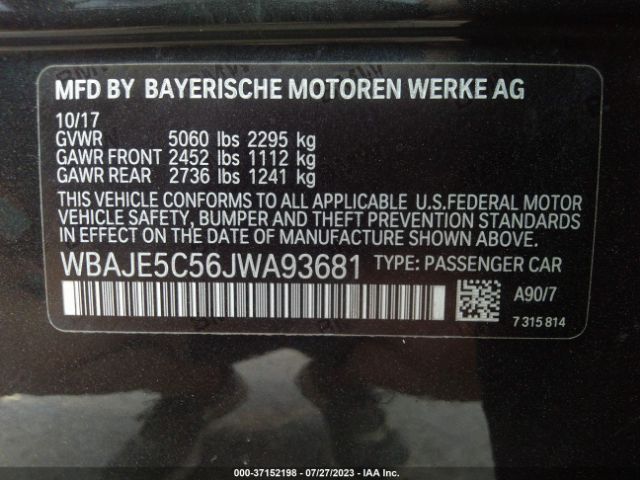 MFD BY BAYERISCHE MOTOREN WERKE AG
10/17
GVWR 5060 lbs 2295 kg
GAWR FRONT 2452 lbs 1112 kg
GAWR REAR 2736 lbs 1241 kg
THIS VEHICLE CONFORMS TO ALL APPLICABLE U.S.FEDERAL MOTOR
VEHICLE SAFETY, BUMPER AND THEFT PREVENTION STANDARDS
IN EFFECT ON THE DATE OF MANUFACTURE SHOWN ABOVE.
WBAJE5C56JWA93681 TYPE: PASSENGER CAR
A90/7
7 315 814
000-37152198 - 07/27/2023 - IAA Inc.